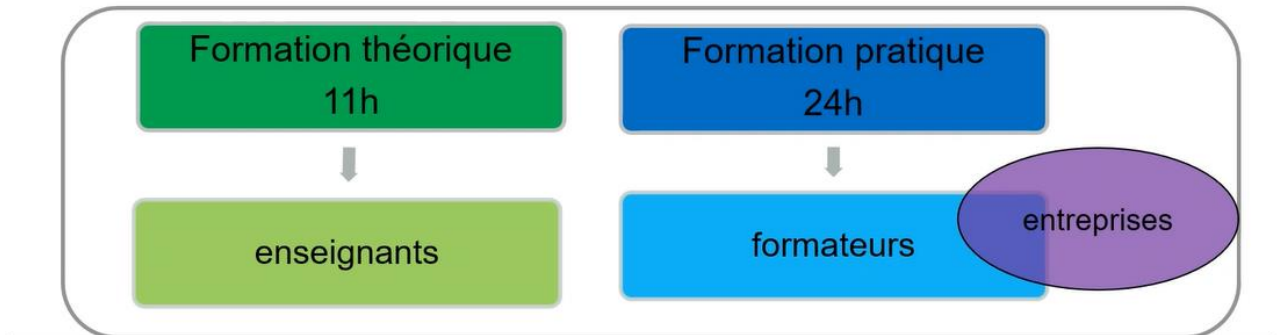 Formation théorique
11h
Formation pratique
24h
enseignants
formateurs
entreprises